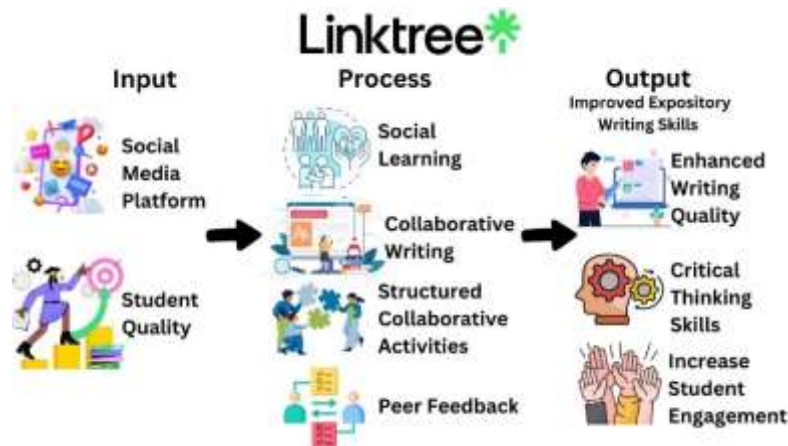 Linktree
Input
Social
Media
Platform
Student
Quality
Process
Social
Learning
Collaborative
Writing
Structured
Collaborative
Activities
Peer Feedback
Output
Improved Expository
Writing Skills
Enhanced
Writing
Quality
Critical
Thinking
Skills
Increase
Student
Engagement